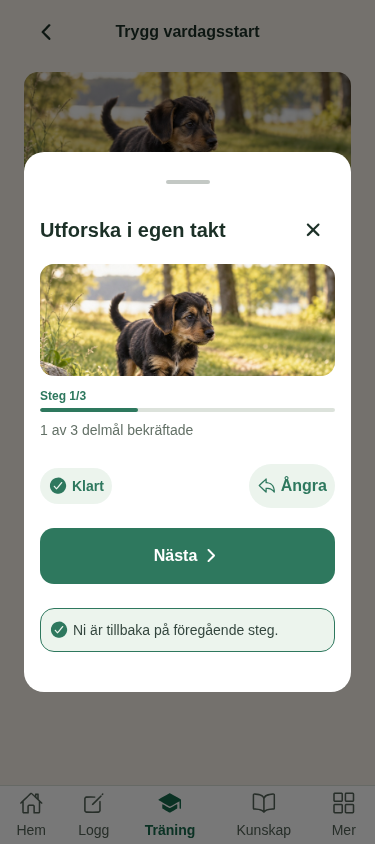 Trygg vardagsstart
Utforska i egen takt
Steg 1/3
1 av 3 delmål bekräftade
Klart
Ångra
Nästa
Ni är tillbaka på föregående steg.
Hem
Logg
Träning
Kunskap
Mer